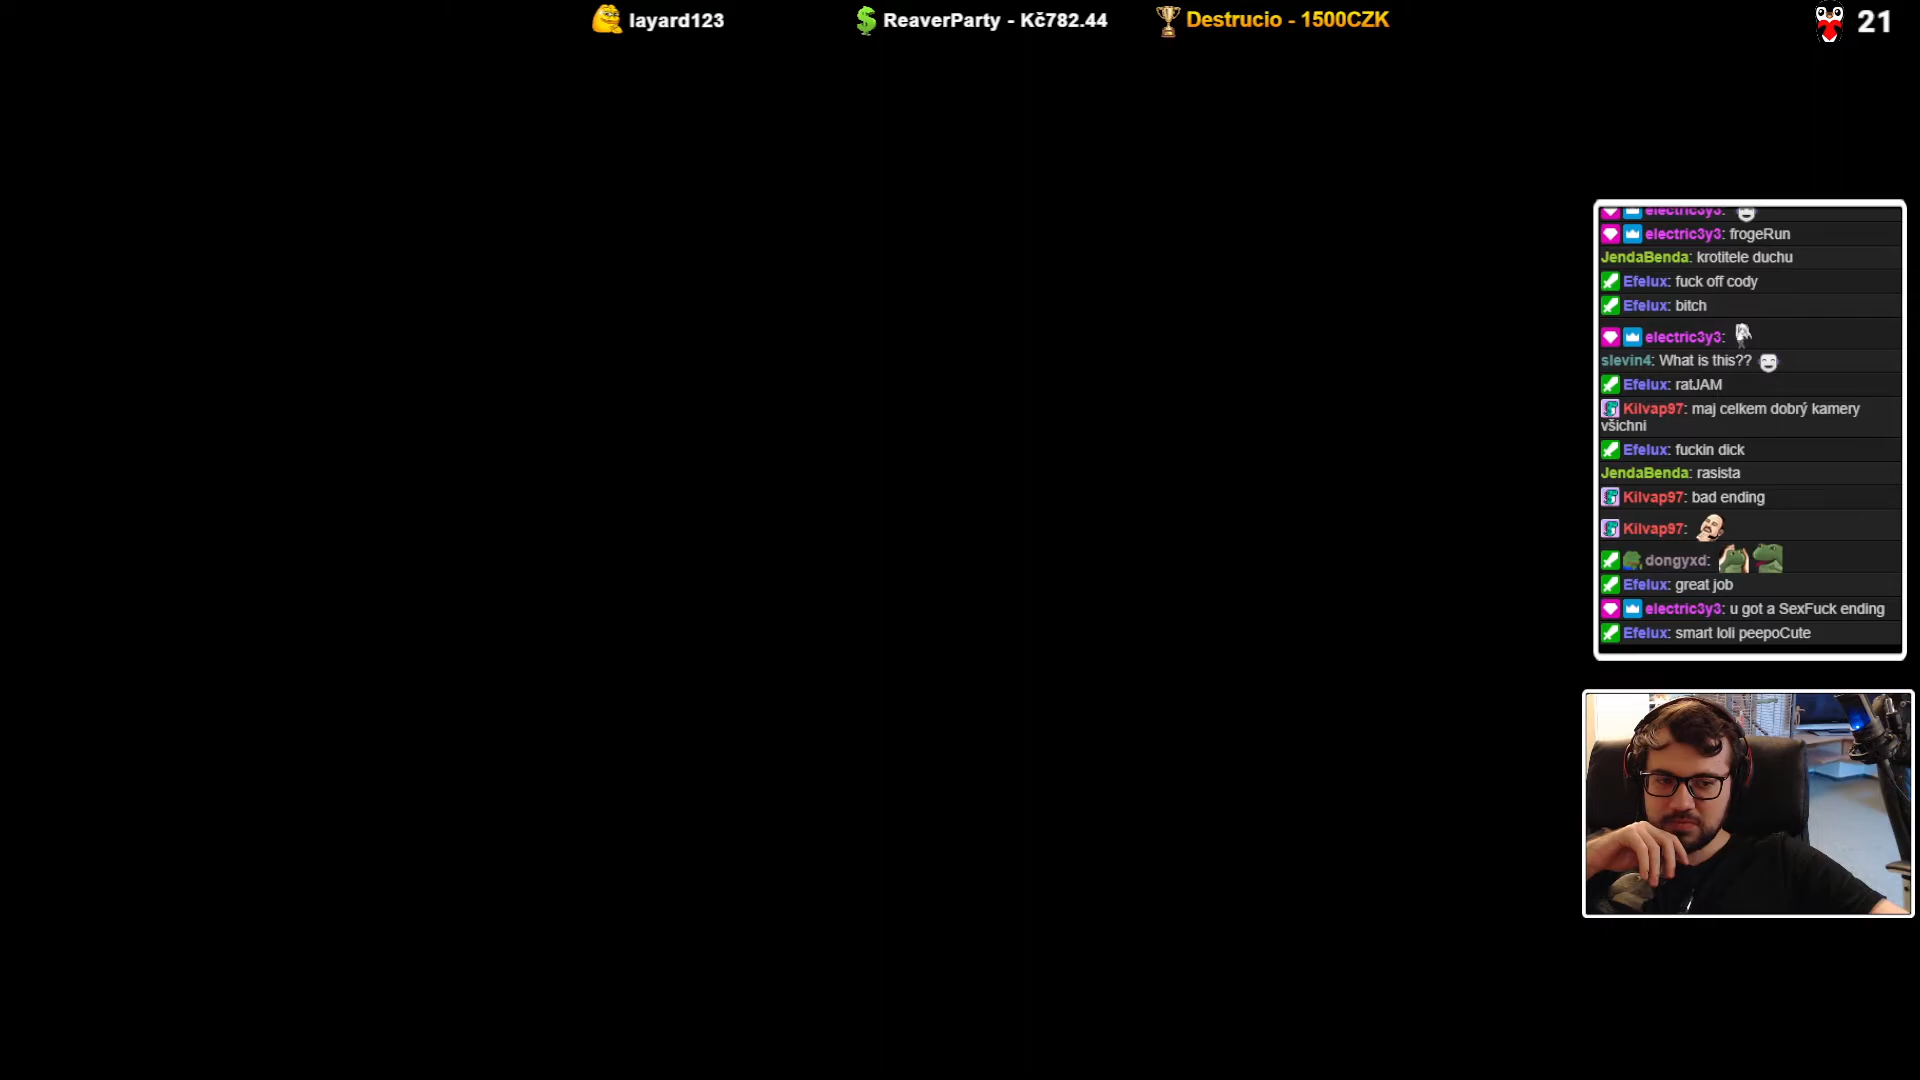 layard123
ReaverParty - Kč782.44
Destrucio - 1500CZK
21
electric3y3:
electric3y3: frogeRun
JendaBenda: krotitele duchu
Efelux: fuck off cody
Efelux: bitch
electric3y3:
slevin4: What is this??
Efelux: ratJAM
Kilvap97: maj celkem dobrý kamery
všichni
Efelux: fuckin dick
JendaBenda: rasista
Kilvap97: bad ending
Kilvap97:
dongyxd:
Efelux: great job
electric3y3: u got a SexFuck ending
Efelux: smart loli peepoCute